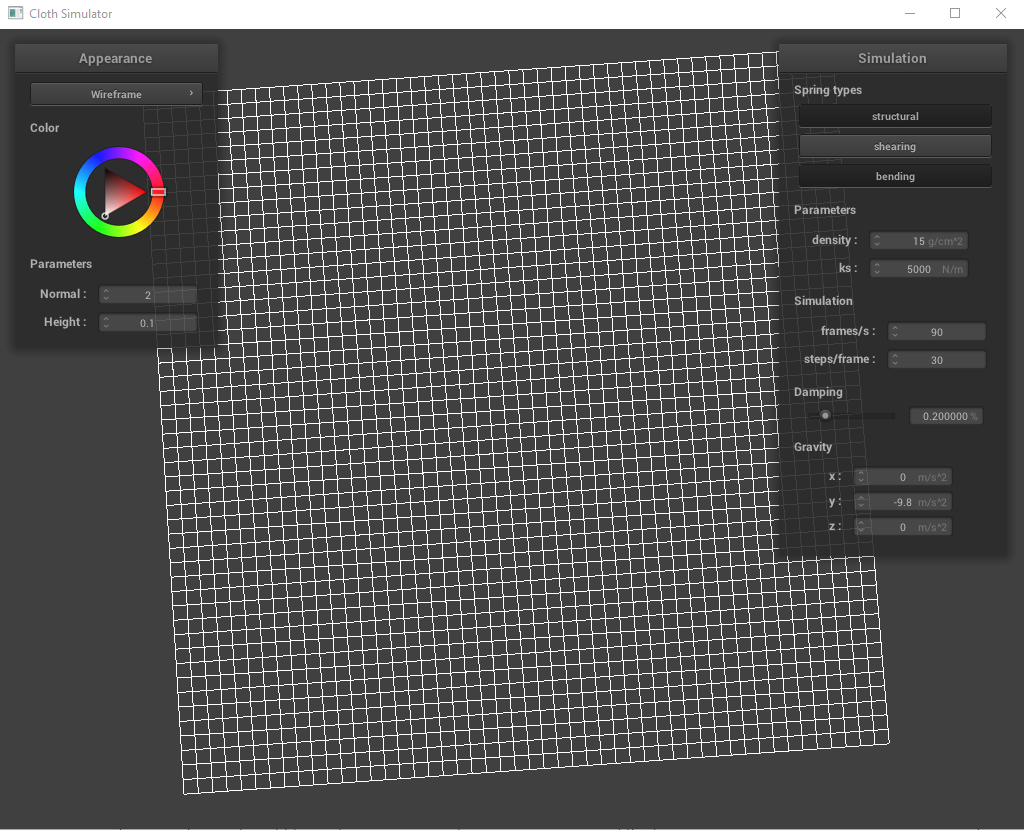 Cloth Simulator
Appearance
Wireframe
Color
Parameters
Normal : 2
Height : 0.1
Simulation
Spring types
structural
shearing
bending
Parameters
density : 15 g/cm^2
ks : 5000 N/m
Simulation
frames/s : 90
steps/frame : 30
Damping
0.200000 %
Gravity
x : 0 m/s^2
y : -9.8 m/s^2
z : 0 m/s^2